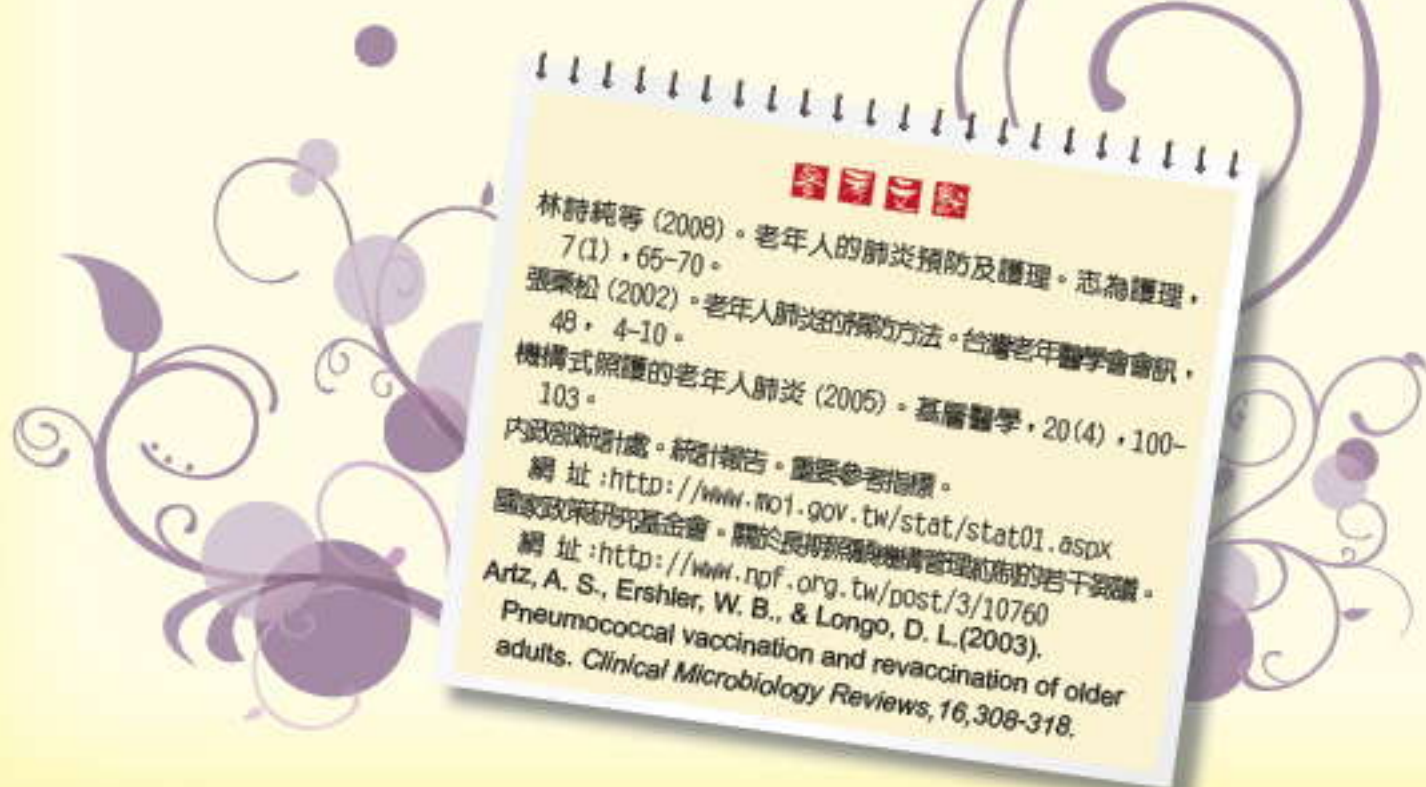 參考文獻
林詩純等 (2008)。老年人的肺炎預防及護理。志為護理，
7(1)，65-70。
張榮松 (2002)。老年人肺炎的預防方法。台灣老年醫學會會訊，
48， 4-10。
機構式照護的老年人肺炎 (2005)。基層醫學，20(4)，100-
103。
內政部統計處。統計報告。重要參考指標。
網 址：http://www.moi.gov.tw/stat/stat01.aspx
國家政策研究基金會。關於長期照護機構管理的若干
網 址：http://www.npf.org.tw/post/3/10760
Artz, A. S., Ershler, W. B., & Longo, D. L.(2003).
Pneumococcal vaccination and revaccination of older
adults. Clinical Microbiology Reviews,16,308-318.